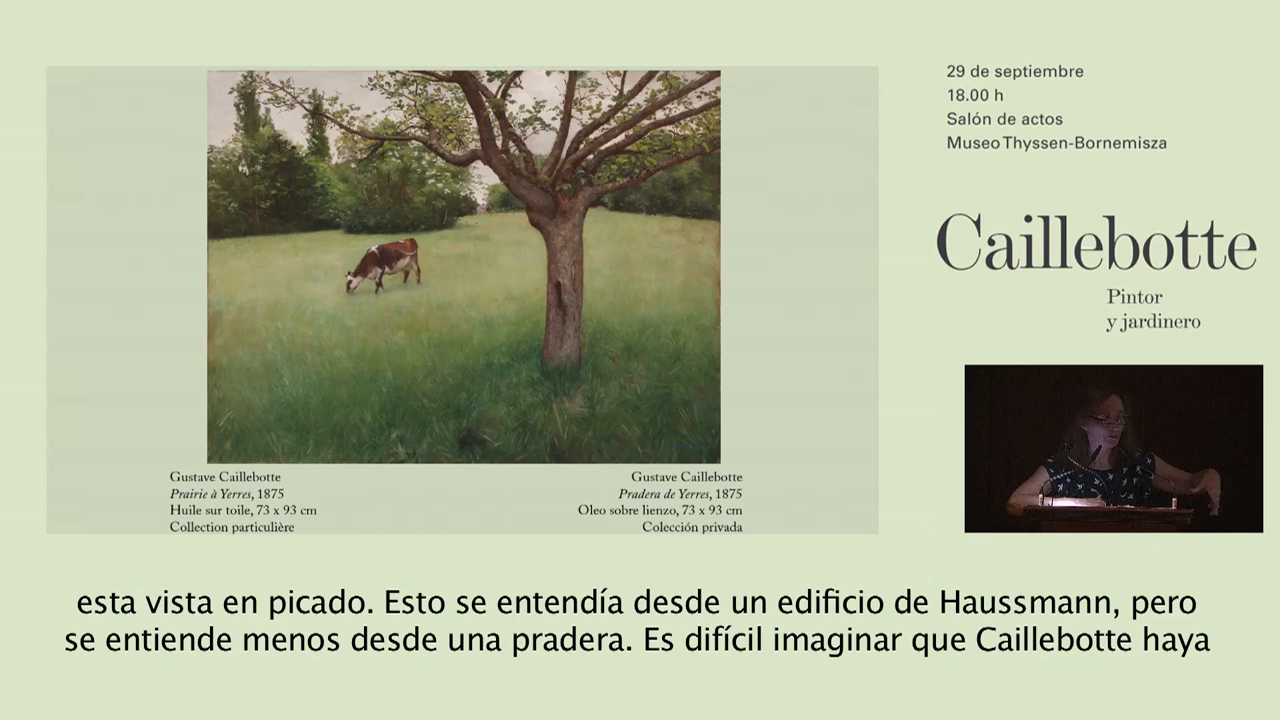 29 de septiembre
18.00 h
Salón de actos
Museo Thyssen-Bornemisza
Caillebotte
Pintor
y jardinero
Gustave Caillebotte
Prairie à Yerres, 1875
Huile sur toile, 73 x 93 cm
Collection particulière
Gustave Caillebotte
Pradera de Yerres, 1875
Oleo sobre lienzo, 73 x 93 cm
Colección privada
esta vista en picado. Esto se entendía desde un edificio de Haussmann, pero
se entiende menos desde una pradera. Es difícil imaginar que Caillebotte haya